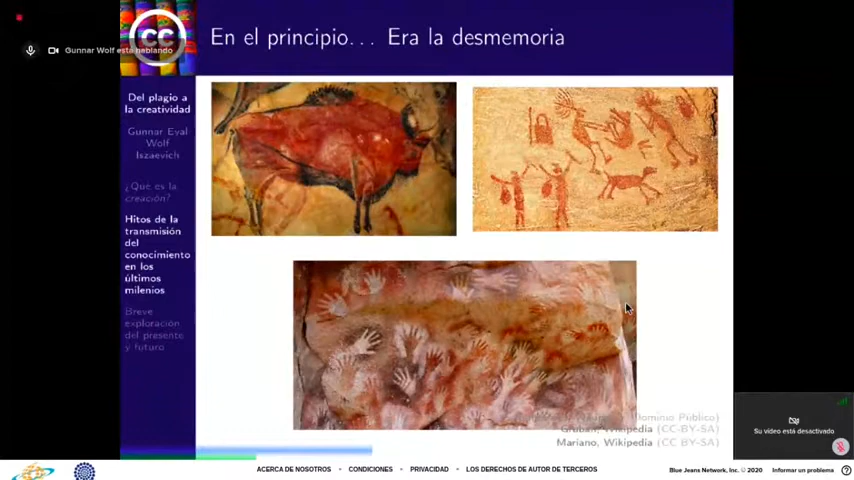 En el principio... Era la desmemoria
Gunnar Wolf está hablando
Del plagio a
la creatividad
Gunnar Eyal
Wolf
Iszaevich
¿Qué es la
creación?
Hitos de la
transmisión
del
conocimiento
en los
últimos
milenios
Breve
exploración
del presente
y futuro
(Dominio Público)
Wikipedia (CC-BY-SA)
Mariano, Wikipedia (CC BY-SA)
Su video está desactivado
ACERCA DE NOSOTROS • CONDICIONES • PRIVACIDAD • LOS DERECHOS DE AUTOR DE TERCEROS
Blue Jeans Network, Inc. © 2020 Informar un problema